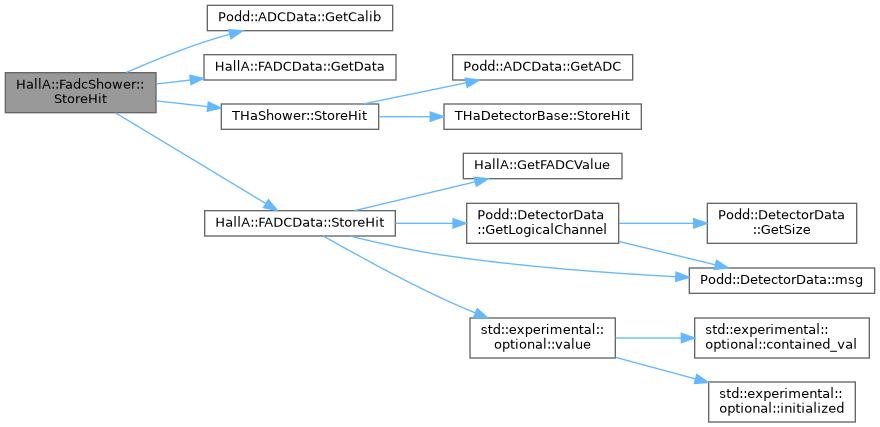 Podd::ADCData::GetCalib
HallA::FADCData::GetData
HallA::FadcShower::
StoreHit
Podd::ADCData::GetADC
THaShower::StoreHit
THaDetectorBase::StoreHit
HallA::GetFADCValue
HallA::FADCData::StoreHit
Podd::DetectorData
::GetLogicalChannel
Podd::DetectorData
::GetSize
Podd::DetectorData::msg
std::experimental::
optional::value
std::experimental::
optional::contained_val
std::experimental::
optional::initialized